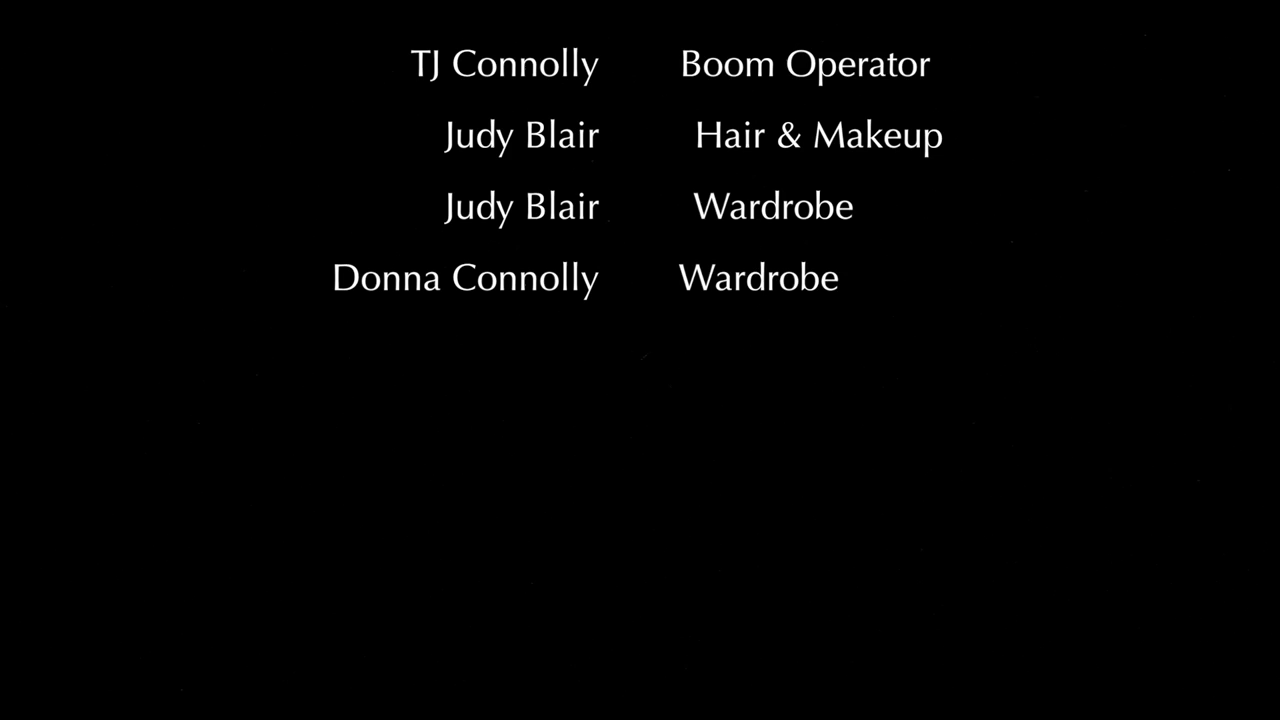 TJ Connolly Boom Operator
Judy Blair Hair & Makeup
Judy Blair Wardrobe
Donna Connolly Wardrobe